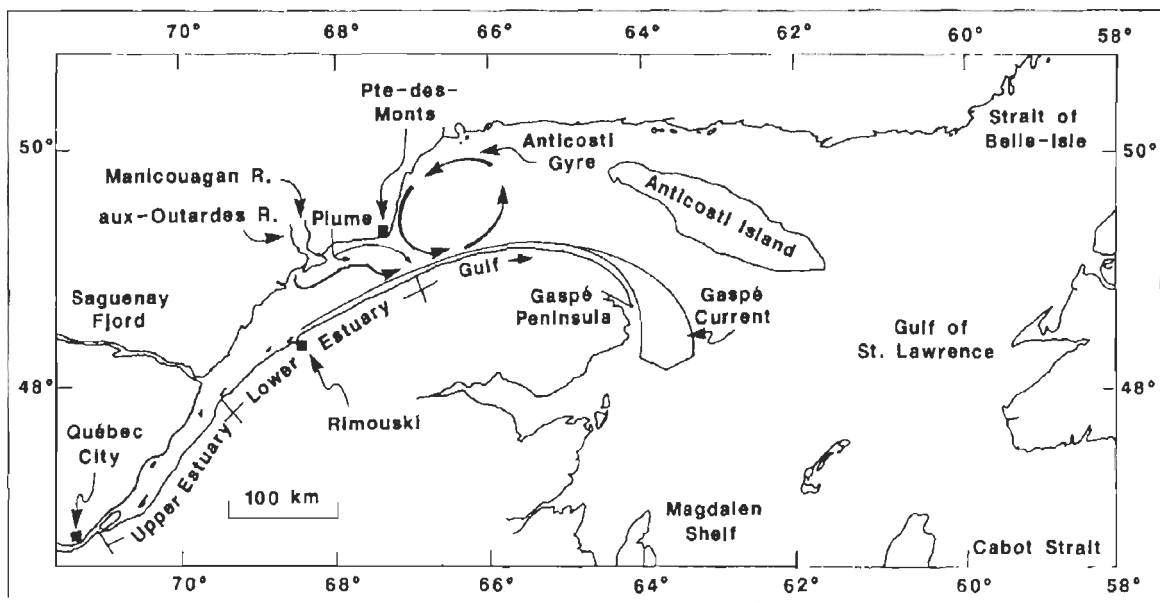 70° 68° 66° 64° 62° 60° 58°
Pte-des-
Monts
Strait of
Belle-Isle
50°
50°
Anticosti
Gyre
Manicouagan R.
aux-Outardes R.
Plume
Anticosti Island
Gulf
Saguenay
Fjord
Gaspé
Peninsula
Gaspé
Current
Gulf of
St. Lawrence
Lower Estuary
48°
48°
Rimouski
Québec
City
Upper Estuary
100 km
Magdalen
Shelf
Cabot Strait
70° 68° 66° 64° 62° 60° 58°